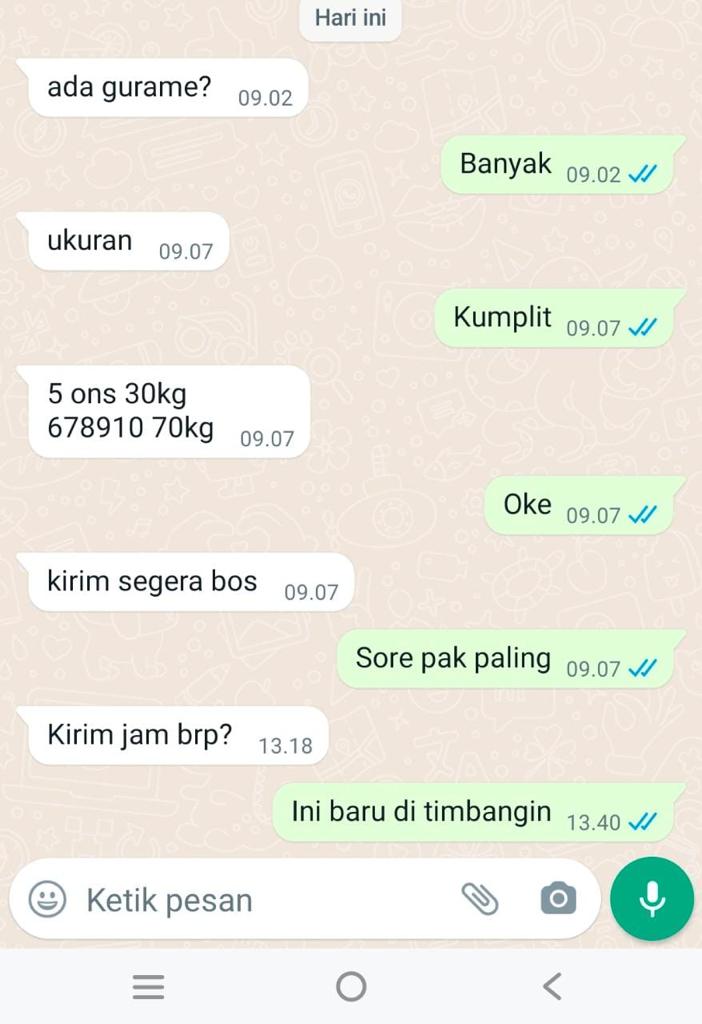 Hari ini
ada gurame? 09.02
Banyak 09.02
ukuran 09.07
Kumplit 09.07
5 ons 30kg
678910 70kg 09.07
Oke 09.07
kirim segera bos 09.07
Sore pak paling 09.07
Kirim jam brp? 13.18
Ini baru di timbangin 13.40
Ketik pesan